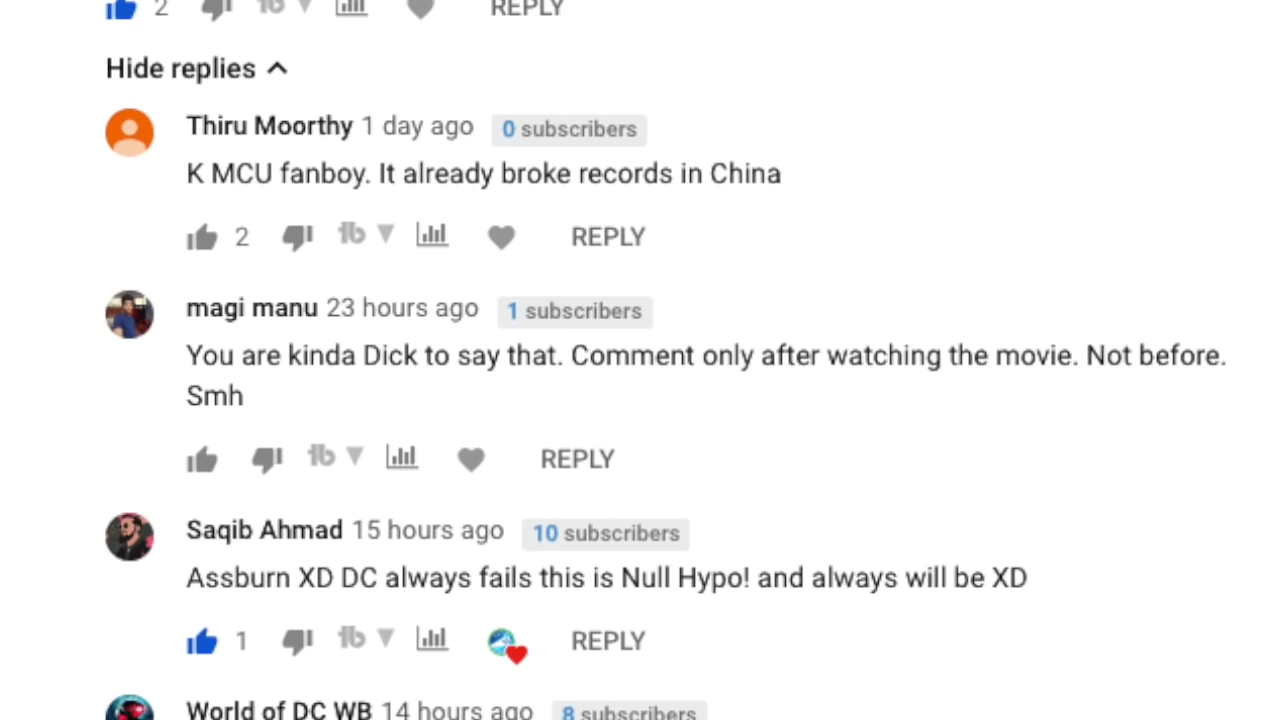 2 REPLY
Hide replies
Thiru Moorthy 1 day ago 0 subscribers
K MCU fanboy. It already broke records in China
2 REPLY
magi manu 23 hours ago 1 subscribers
You are kinda Dick to say that. Comment only after watching the movie. Not before.
Smh
REPLY
Saqib Ahmad 15 hours ago 10 subscribers
Assburn XD DC always fails this is Null Hypo! and always will be XD
1 REPLY
World of DC WB 14 hours ago 8 subscribers